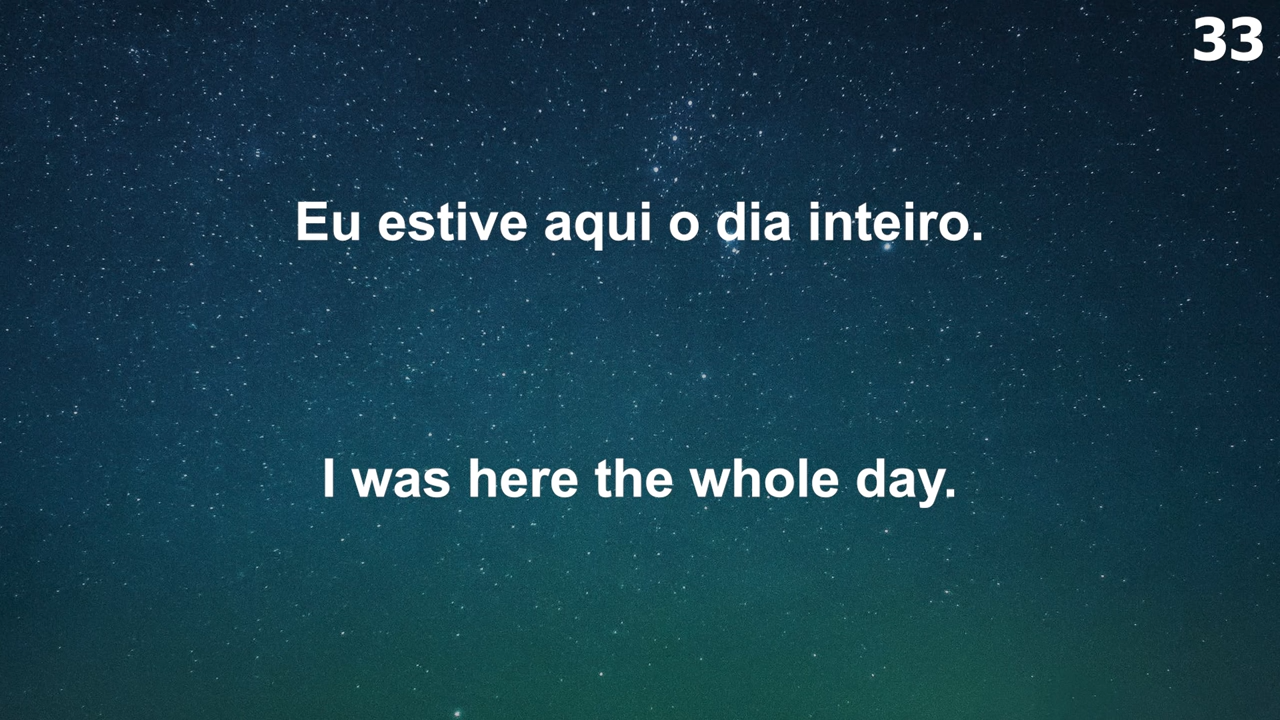 33
Eu estive aqui o dia inteiro.
I was here the whole day.